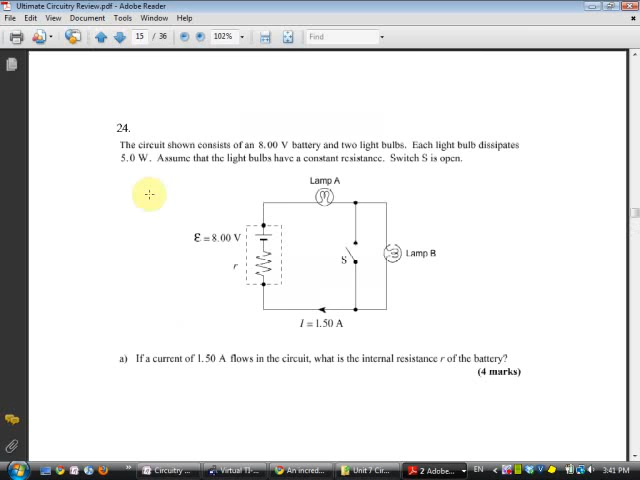 Ultimate Circuitry Review.pdf - Adobe Reader
File Edit View Document Tools Window Help
15 / 36 102% Find
24.
The circuit shown consists of an 8.00 V battery and two light bulbs. Each light bulb dissipates
5.0 W. Assume that the light bulbs have a constant resistance. Switch S is open.
Lamp A
ℰ = 8.00 V
S
Lamp B
r
I = 1.50 A
a) If a current of 1.50 A flows in the circuit, what is the internal resistance r of the battery?
(4 marks)
Circuitry ... Virtual TI-... An incred... Unit 7 Cir... 2 Adobe... EN 3:41 PM